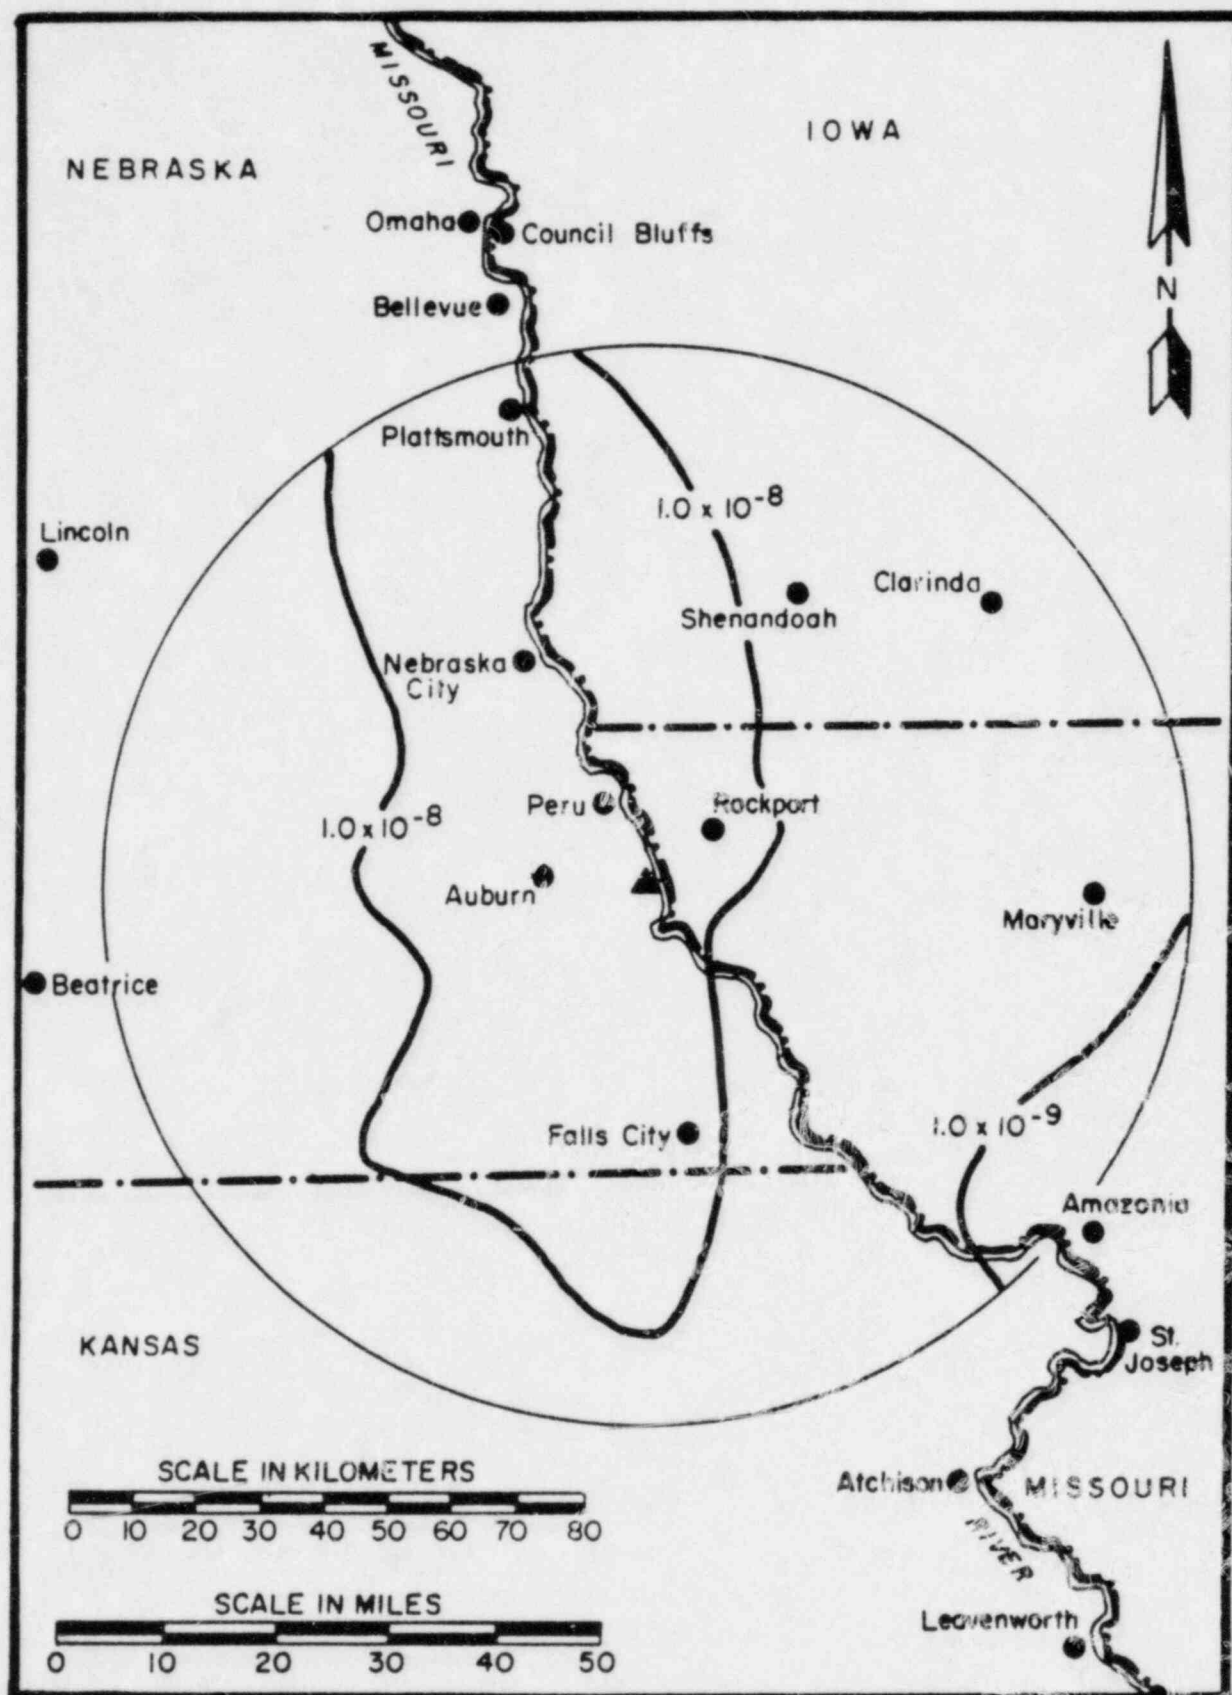 MISSOURI
IOWA
NEBRASKA
Omaha
Council Bluffs
N
Bellevue
Plattsmouth
1.0 x 10-8
Lincoln
Clarinda
Shenandoah
Nebraska
City
Peru
Rockport
1.0 x 10-8
Auburn
Maryville
Beatrice
Falls City
1.0 x 10-9
Amazonia
KANSAS
St.
Joseph
SCALE IN KILOMETERS
0 10 20 30 40 50 60 70 80
Atchison
MISSOURI
RIVER
SCALE IN MILES
0 10 20 30 40 50
Leavenworth